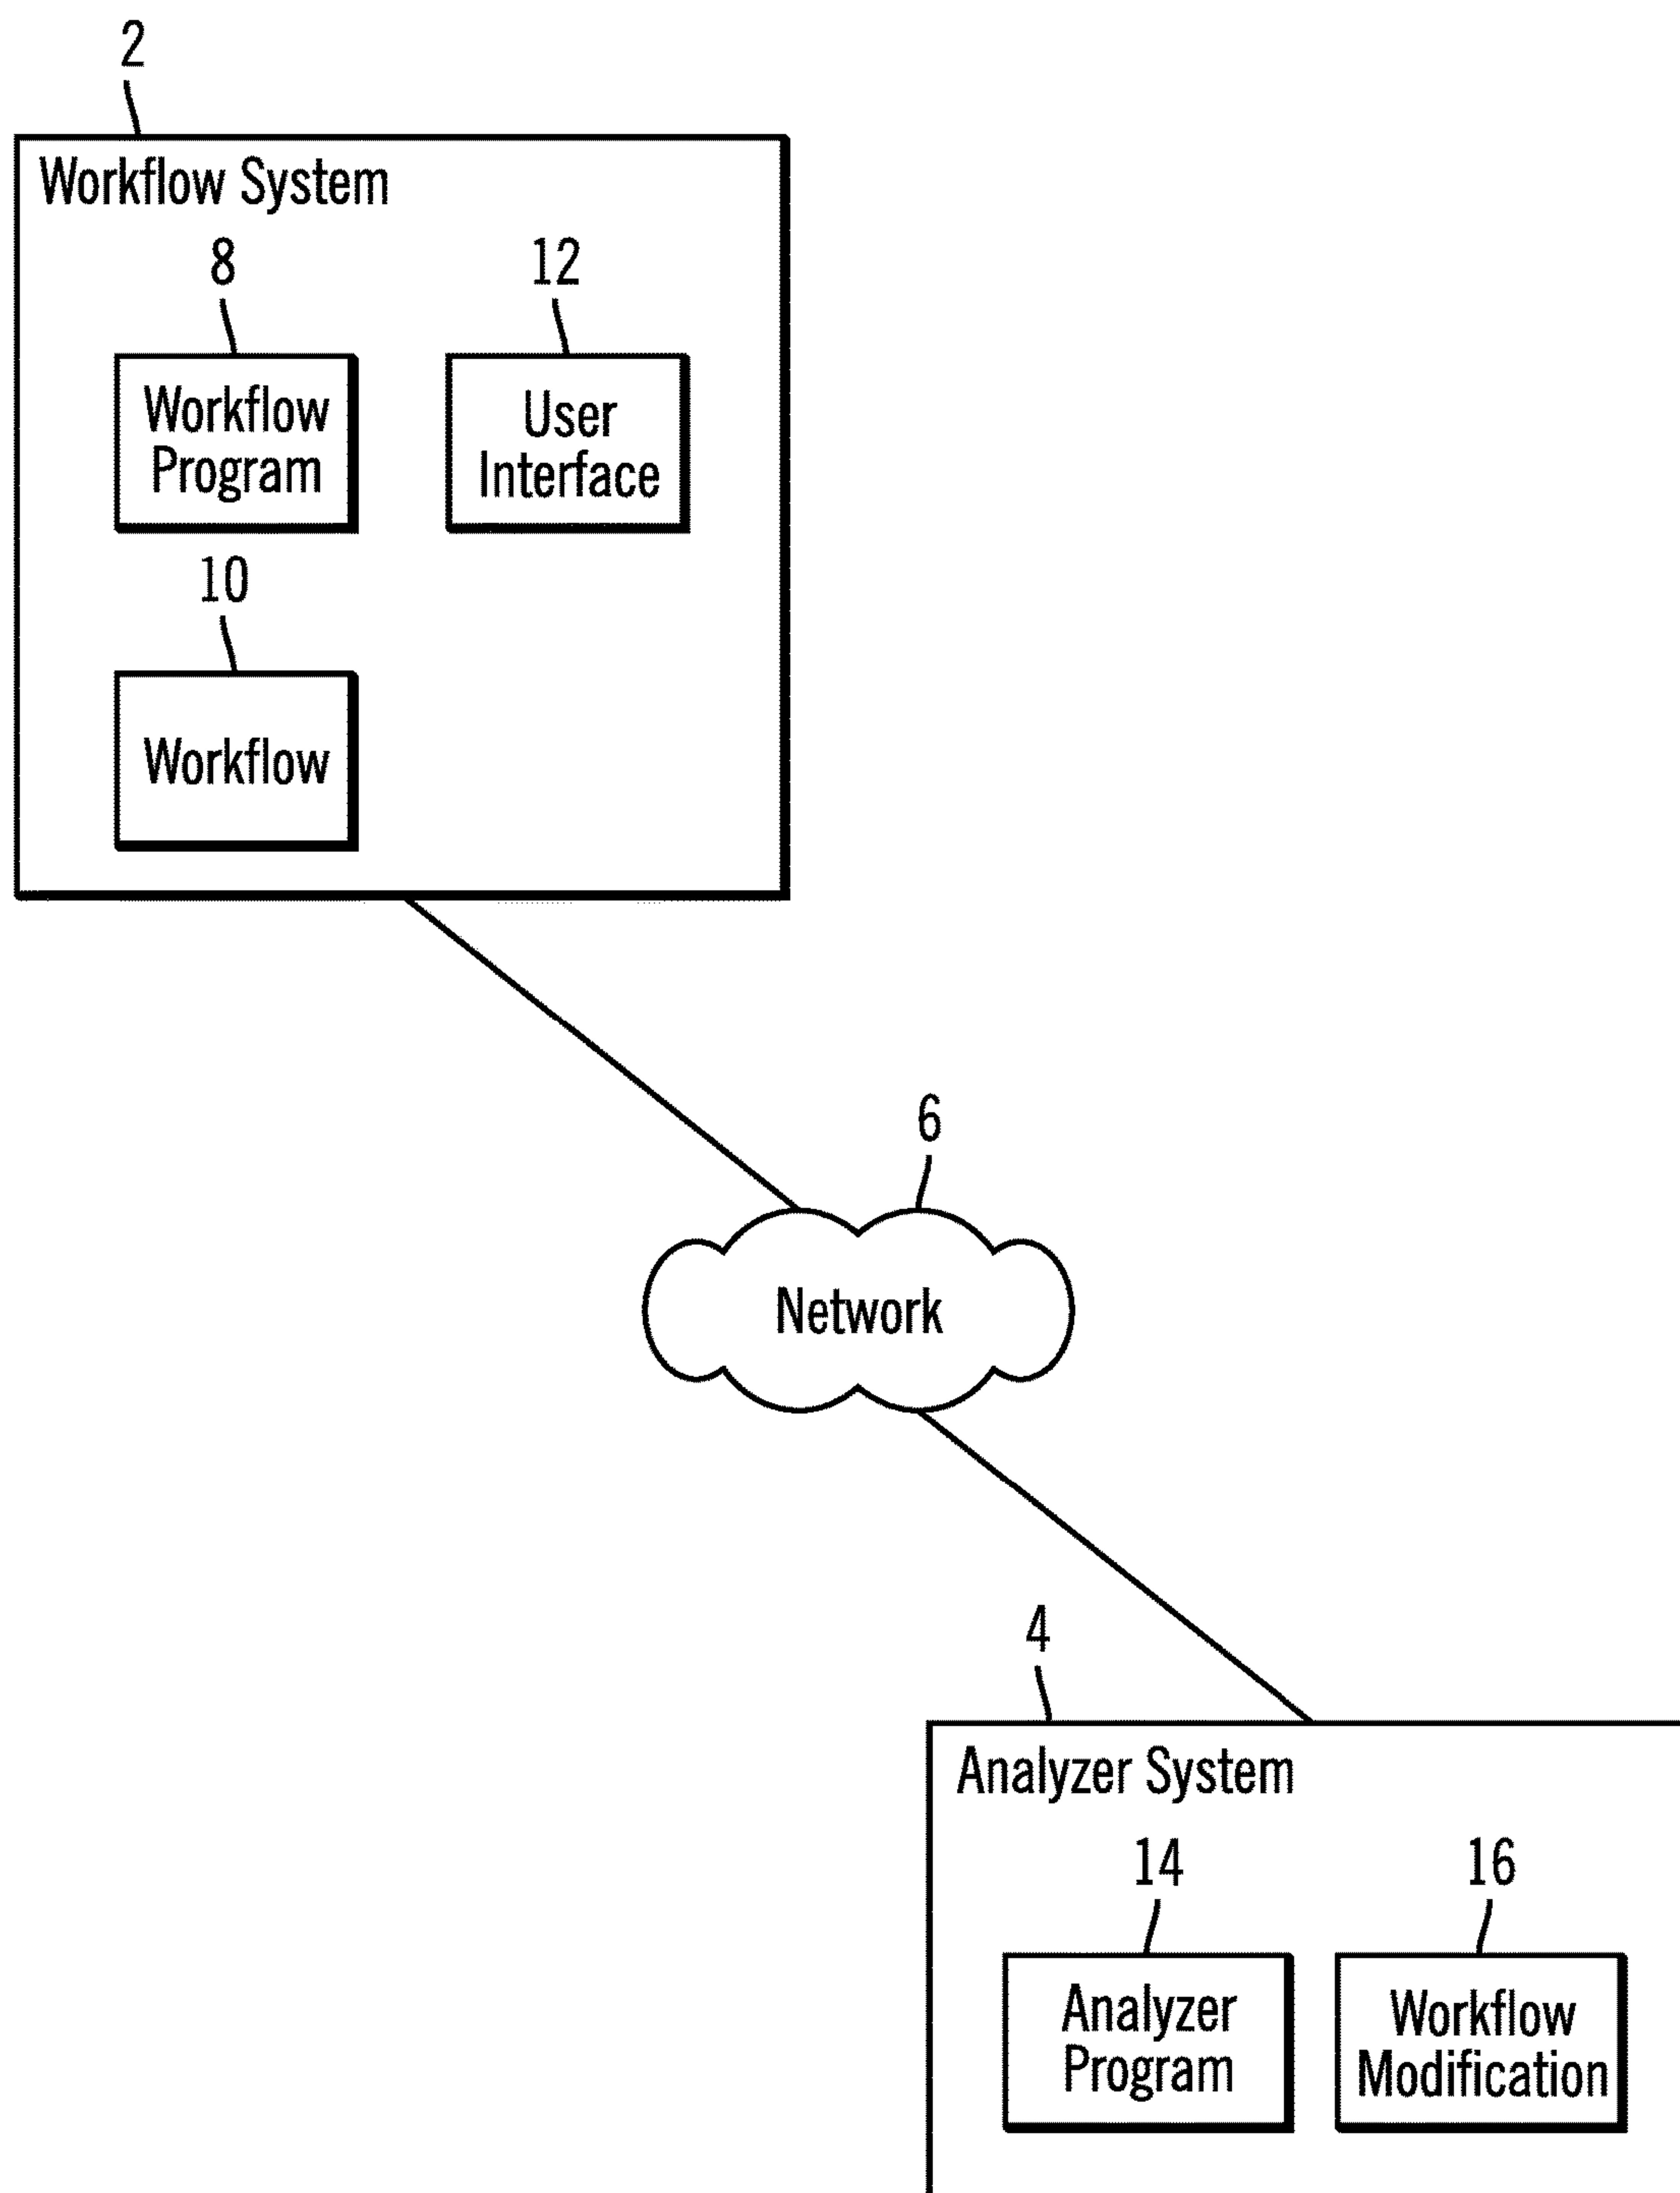 2
Workflow System
8
12
Workflow
Program
User
Interface
10
Workflow
6
Network
4
Analyzer System
14
16
Analyzer
Program
Workflow
Modification